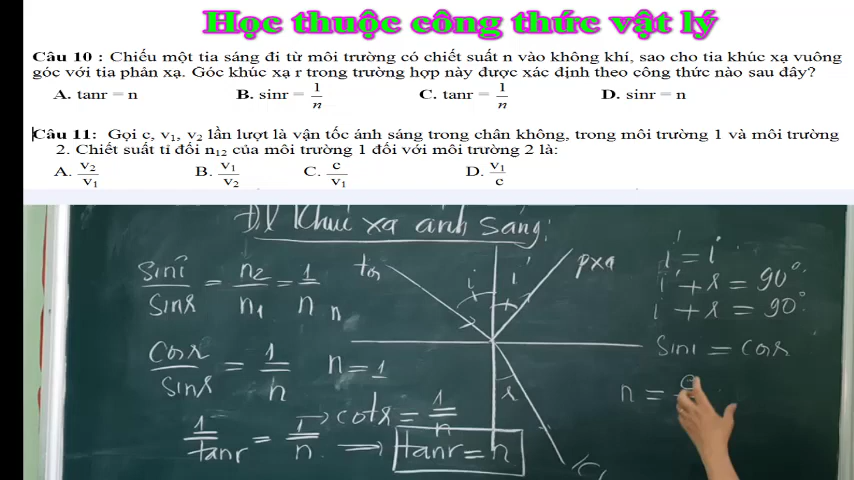 Học thuộc công thức vật lý
Câu 10 : Chiếu một tia sáng đi từ môi trường có chiết suất n vào không khí, sao cho tia khúc xạ vuông
góc với tia phản xạ. Góc khúc xạ r trong trường hợp này được xác định theo công thức nào sau đây?
A. tanr = n B. sinr = 1/n C. tanr = 1/n D. sinr = n
Câu 11: Gọi c, v₁, v₂ lần lượt là vận tốc ánh sáng trong chân không, trong môi trường 1 và môi trường
2. Chiết suất tỉ đối n₁₂ của môi trường 1 đối với môi trường 2 là:
A. v₂/v₁ B. v₁/v₂ C. c/v₁ D. v₁/c
ĐL Khúc xạ ánh sáng:
sini/sinr = n₂/n₁ = 1/n
n
cosr/sinr = 1/n
n = 1
→ cotr = 1/n
1/tanr = 1/n → tanr = n
tới
i
i'
pxạ
r
i' = i
i' + r = 90°
i + r = 90°
sini = cosr
n =